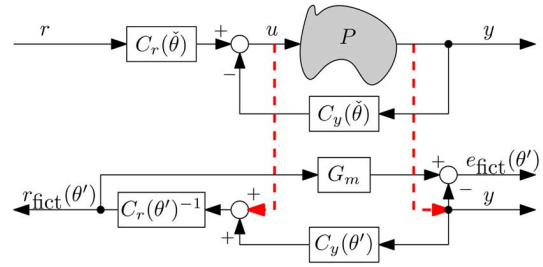 r u P y
C_r(θ̌) + −
C_y(θ̌)
r_fict(θ′) G_m + e_fict(θ′)
C_r(θ′)^{-1} + − y
+ C_y(θ′)